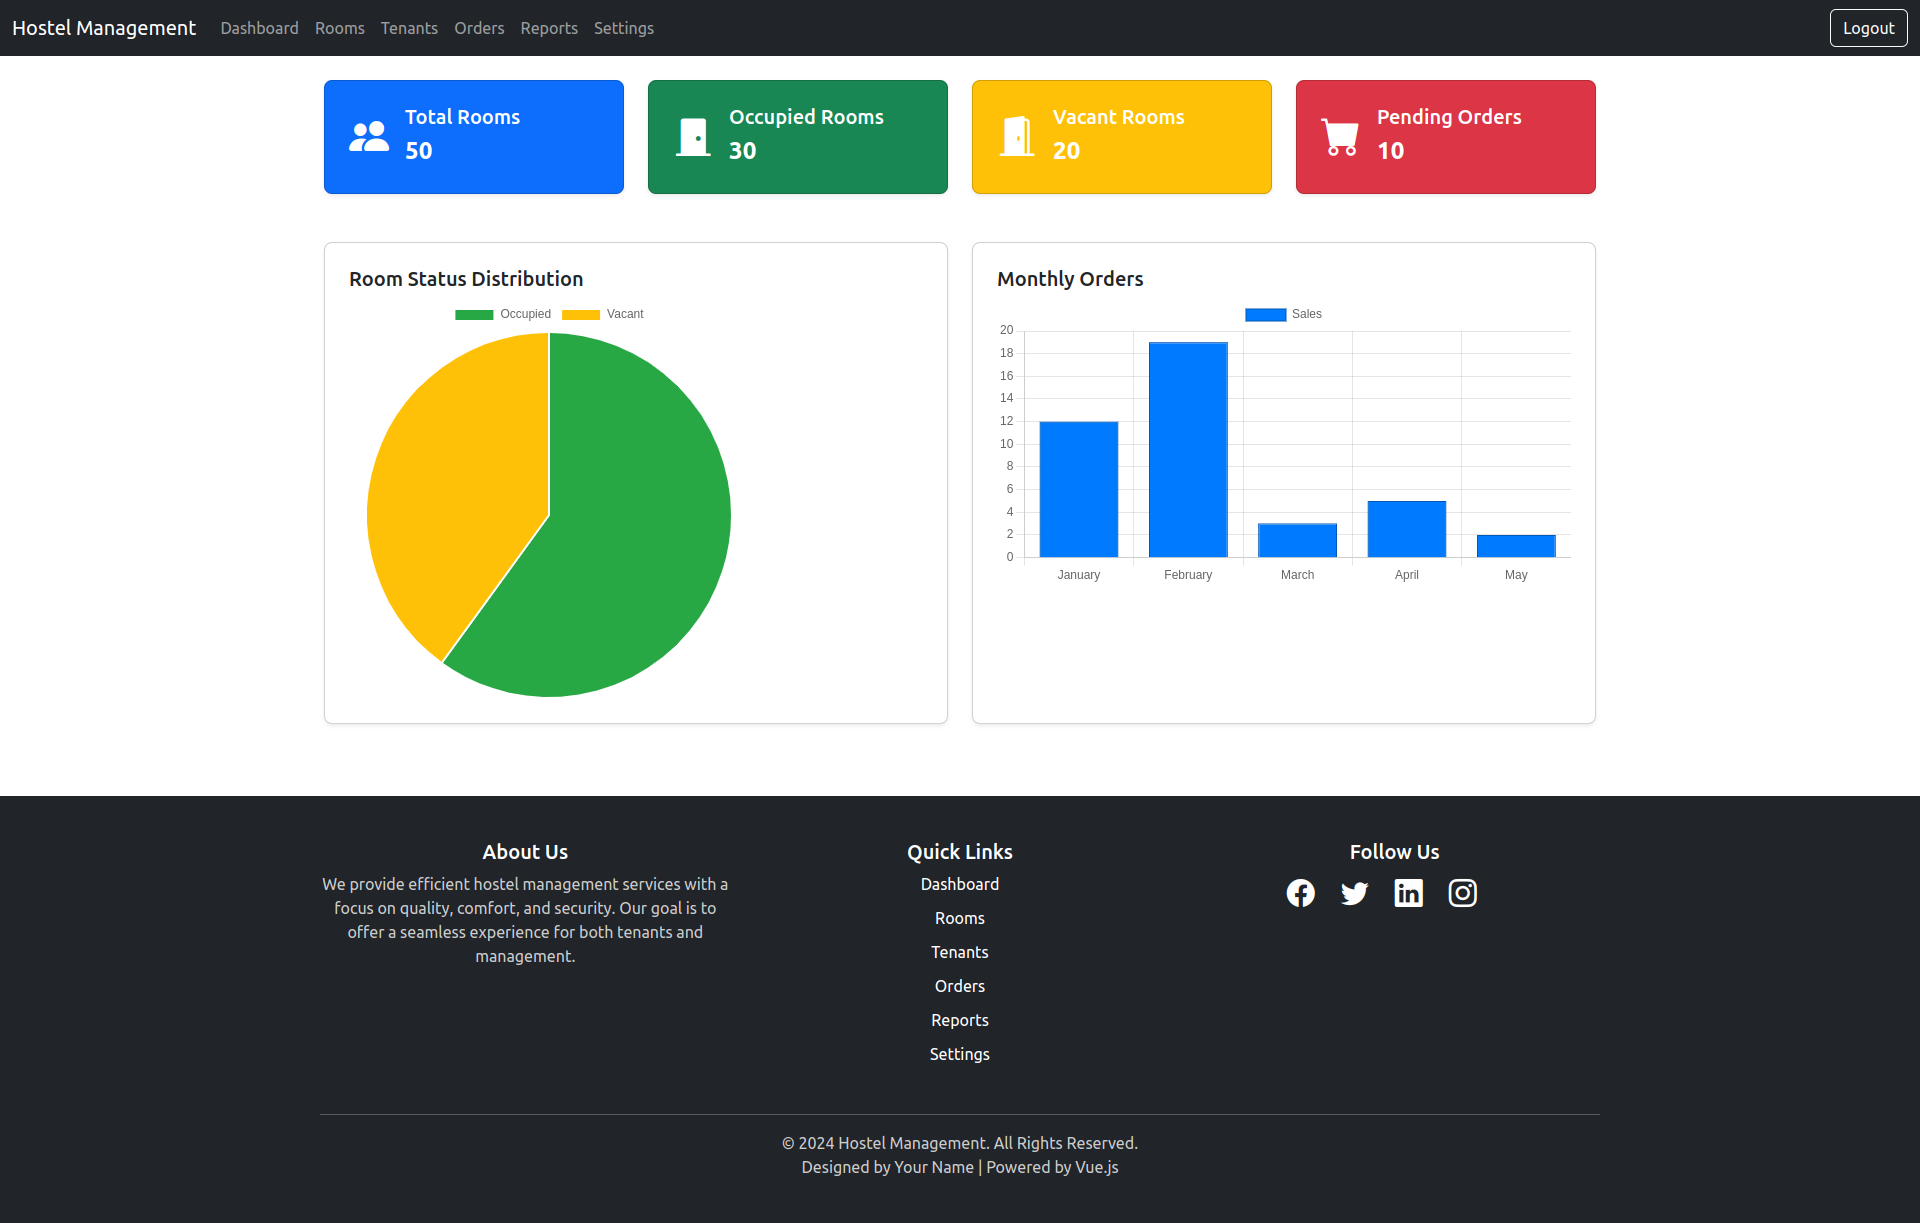 Hostel Management
Dashboard
Rooms
Tenants
Orders
Reports
Settings
Logout
Total Rooms
50
Occupied Rooms
30
Vacant Rooms
20
Pending Orders
10
Room Status Distribution
Occupied
Vacant
Monthly Orders
Sales
20
18
16
14
12
10
8
6
4
2
0
January
February
March
April
May
About Us
We provide efficient hostel management services with a
focus on quality, comfort, and security. Our goal is to
offer a seamless experience for both tenants and
management.
Quick Links
Dashboard
Rooms
Tenants
Orders
Reports
Settings
Follow Us
© 2024 Hostel Management. All Rights Reserved.
Designed by Your Name | Powered by Vue.js